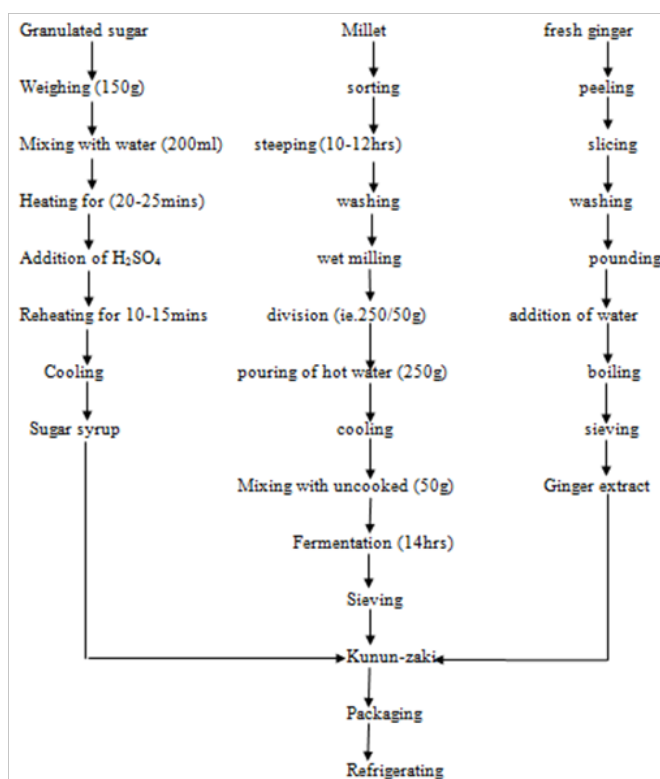 Granulated sugar
Weighing (150g)
Mixing with water (200ml)
Heating for (20-25mins)
Addition of H₂SO₄
Reheating for 10-15mins
Cooling
Sugar syrup
Millet
sorting
steeping (10-12hrs)
washing
wet milling
division (ie.250/50g)
pouring of hot water (250g)
cooling
Mixing with uncooked (50g)
Fermentation (14hrs)
Sieving
fresh ginger
peeling
slicing
washing
pounding
addition of water
boiling
sieving
Ginger extract
Kunun-zaki
Packaging
Refrigerating